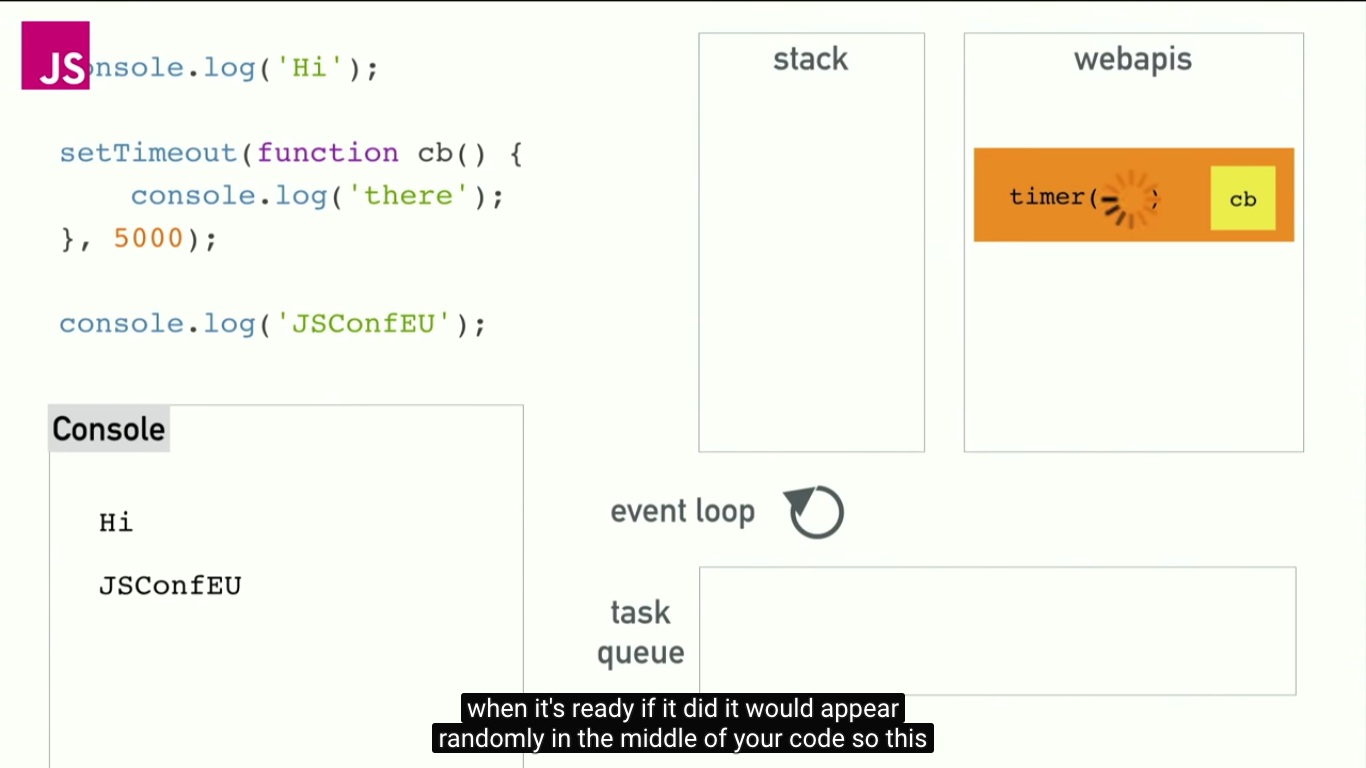 JS
onsole.log('Hi');
setTimeout(function cb() {
console.log('there');
}, 5000);
console.log('JSConfEU');
Console
Hi
JSConfEU
stack
webapis
timer( )
cb
event loop
task
queue
when it's ready if it did it would appear
randomly in the middle of your code so this